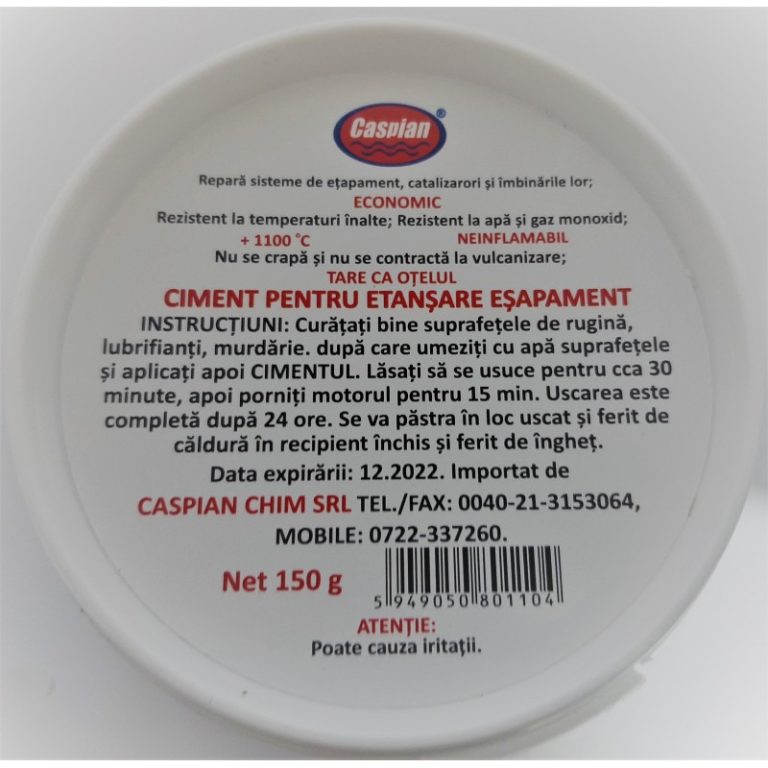 Caspian®
Repară sisteme de ețapament, catalizarori și îmbinările lor;
ECONOMIC
Rezistent la temperaturi înalte; Rezistent la apă și gaz monoxid;
+ 1100 °C NEINFLAMABIL
Nu se crapă și nu se contractă la vulcanizare;
TARE CA OȚELUL
CIMENT PENTRU ETANȘARE EȘAPAMENT
INSTRUCȚIUNI: Curățați bine suprafețele de rugină,
lubrifianți, murdărie. după care umeziți cu apă suprafețele
și aplicați apoi CIMENTUL. Lăsați să se usuce pentru cca 30
minute, apoi porniți motorul pentru 15 min. Uscarea este
completă după 24 ore. Se va păstra în loc uscat și ferit de
căldură în recipient închis și ferit de îngheț.
Data expirării: 12.2022. Importat de
CASPIAN CHIM SRL TEL./FAX: 0040-21-3153064,
MOBILE: 0722-337260.
Net 150 g
5 949050 801104
ATENȚIE:
Poate cauza iritații.